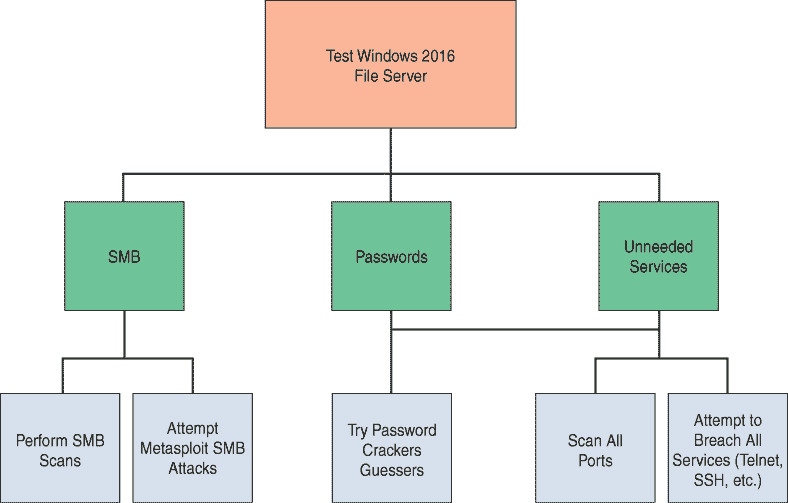 Test Windows 2016
File Server
SMB
Passwords
Unneeded
Services
Perform SMB
Scans
Attempt
Metasploit SMB
Attacks
Try Password
Crackers
Guessers
Scan All
Ports
Attempt to
Breach All
Services (Telnet,
SSH, etc.)